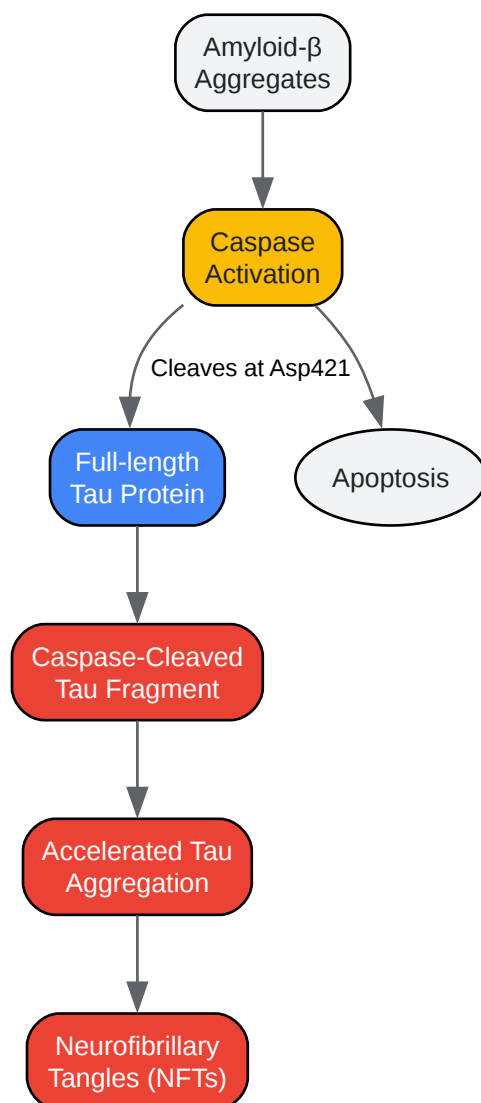 Amyloid-β
Aggregates
Caspase
Activation
Cleaves at Asp421
Full-length
Tau Protein
Apoptosis
Caspase-Cleaved
Tau Fragment
Accelerated Tau
Aggregation
Neurofibrillary
Tangles (NFTs)